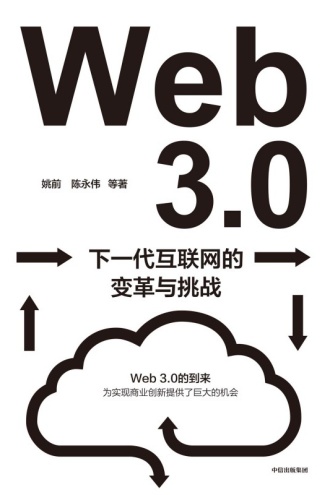 Web
3.0
姚前 陈永伟 等著
下一代互联网的
变革与挑战
Web 3.0的到来
为实现商业创新提供了巨大的机会
中信出版集团